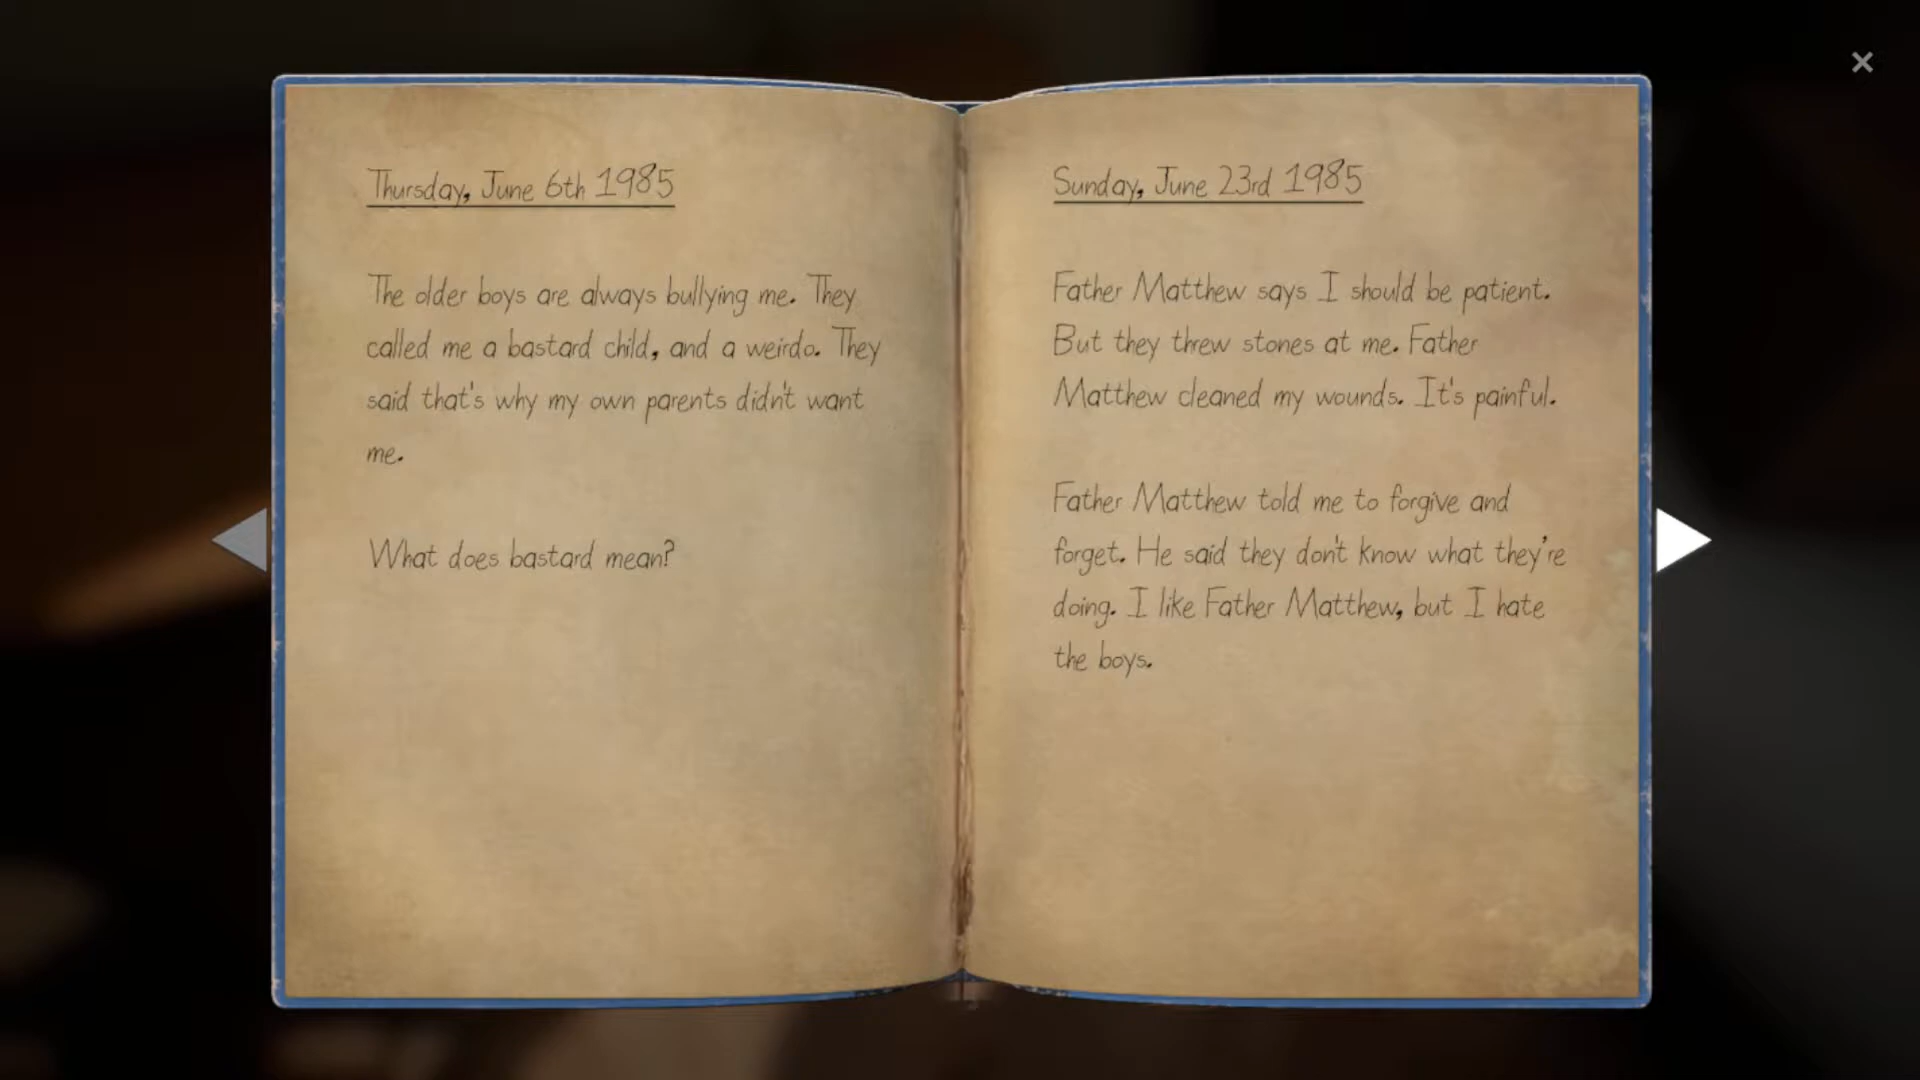 Thursday, June 6th 1985
The older boys are always bullying me. They
called me a bastard child, and a weirdo. They
said that's why my own parents didn't want
me.
What does bastard mean?
Sunday, June 23rd 1985
Father Matthew says I should be patient.
But they threw stones at me. Father
Matthew cleaned my wounds. It's painful.
Father Matthew told me to forgive and
forget. He said they don't know what they're
doing. I like Father Matthew, but I hate
the boys.